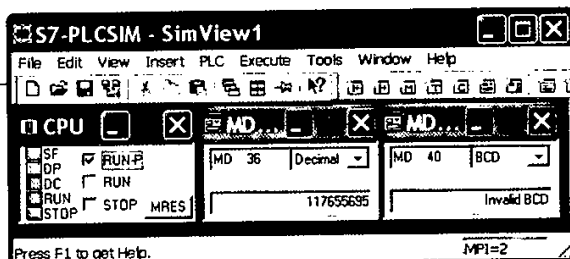 S7-PLCSIM - SimView1
File Edit View Insert PLC Execute Tools Window Help
CPU
SF
DP
DC
RUN
STOP
RUN-P
RUN
STOP
MRES
MD...
MD 36 Decimal
117655695
MD...
MD 40 BCD
Invalid BCD
Press F1 to get Help.
MPI=2